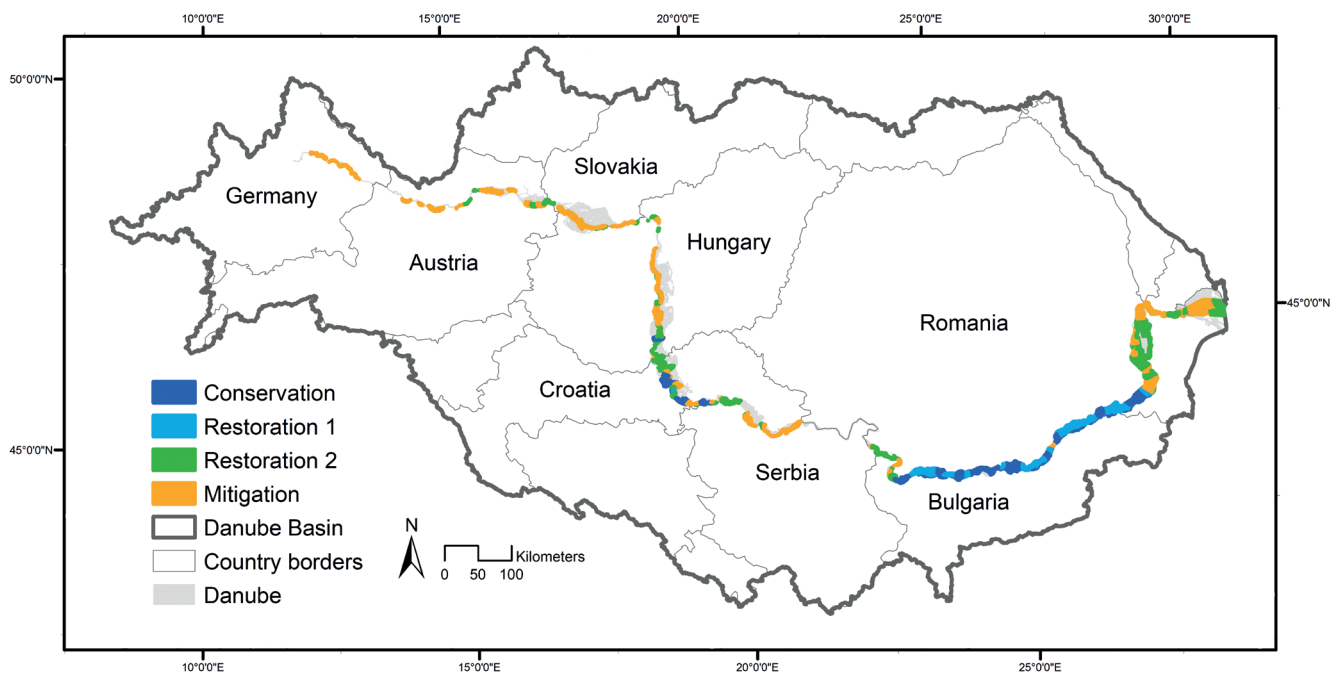 10°0'0"E 15°0'0"E 20°0'0"E 25°0'0"E 30°0'0"E
50°0'0"N
Slovakia
Germany
Hungary
Austria
45°0'0"N
Romania
Croatia
Conservation
Restoration 1
Restoration 2
45°0'0"N
Serbia
Mitigation
Bulgaria
Danube Basin
N
Country borders
Kilometers
0 50 100
Danube
10°0'0"E 15°0'0"E 20°0'0"E 25°0'0"E